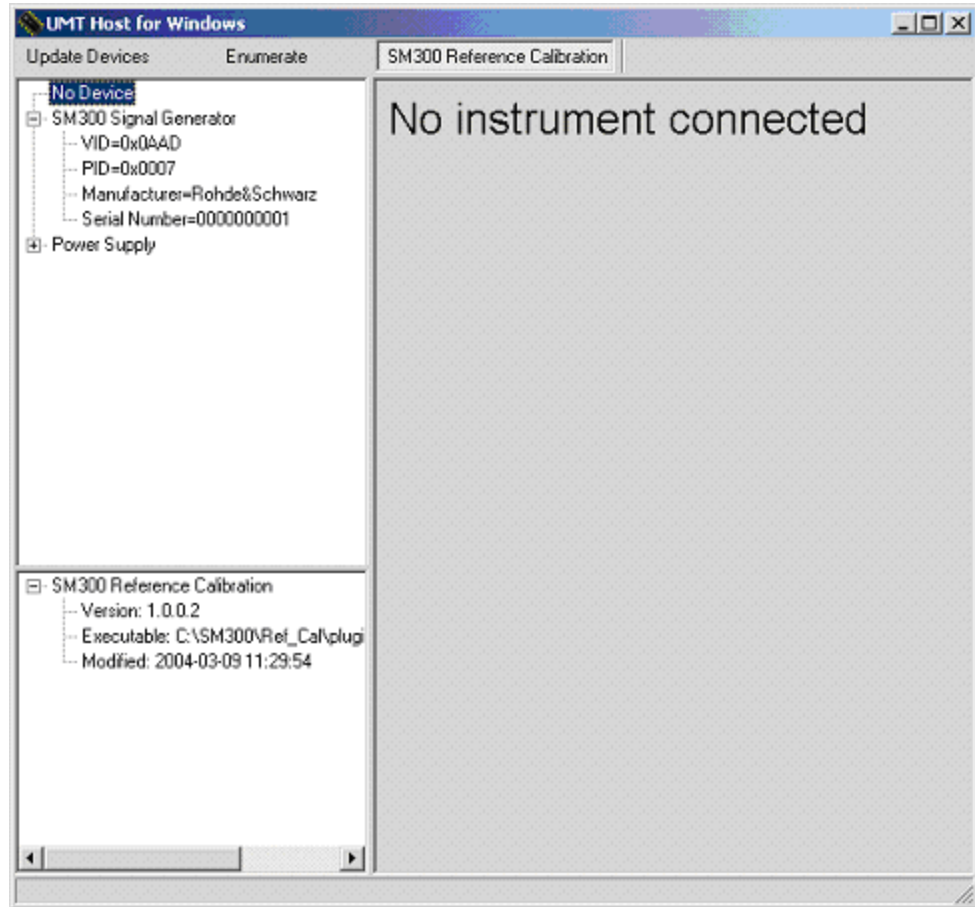 UMT Host for Windows
Update Devices Enumerate SM300 Reference Calibration
No Device
SM300 Signal Generator
VID=0x0AAD
PID=0x0007
Manufacturer=Rohde&Schwarz
Serial Number=0000000001
Power Supply
No instrument connected
SM300 Reference Calibration
Version: 1.0.0.2
Executable: C:\SM300\Ref_Cal\plugi
Modified: 2004-03-09 11:29:54